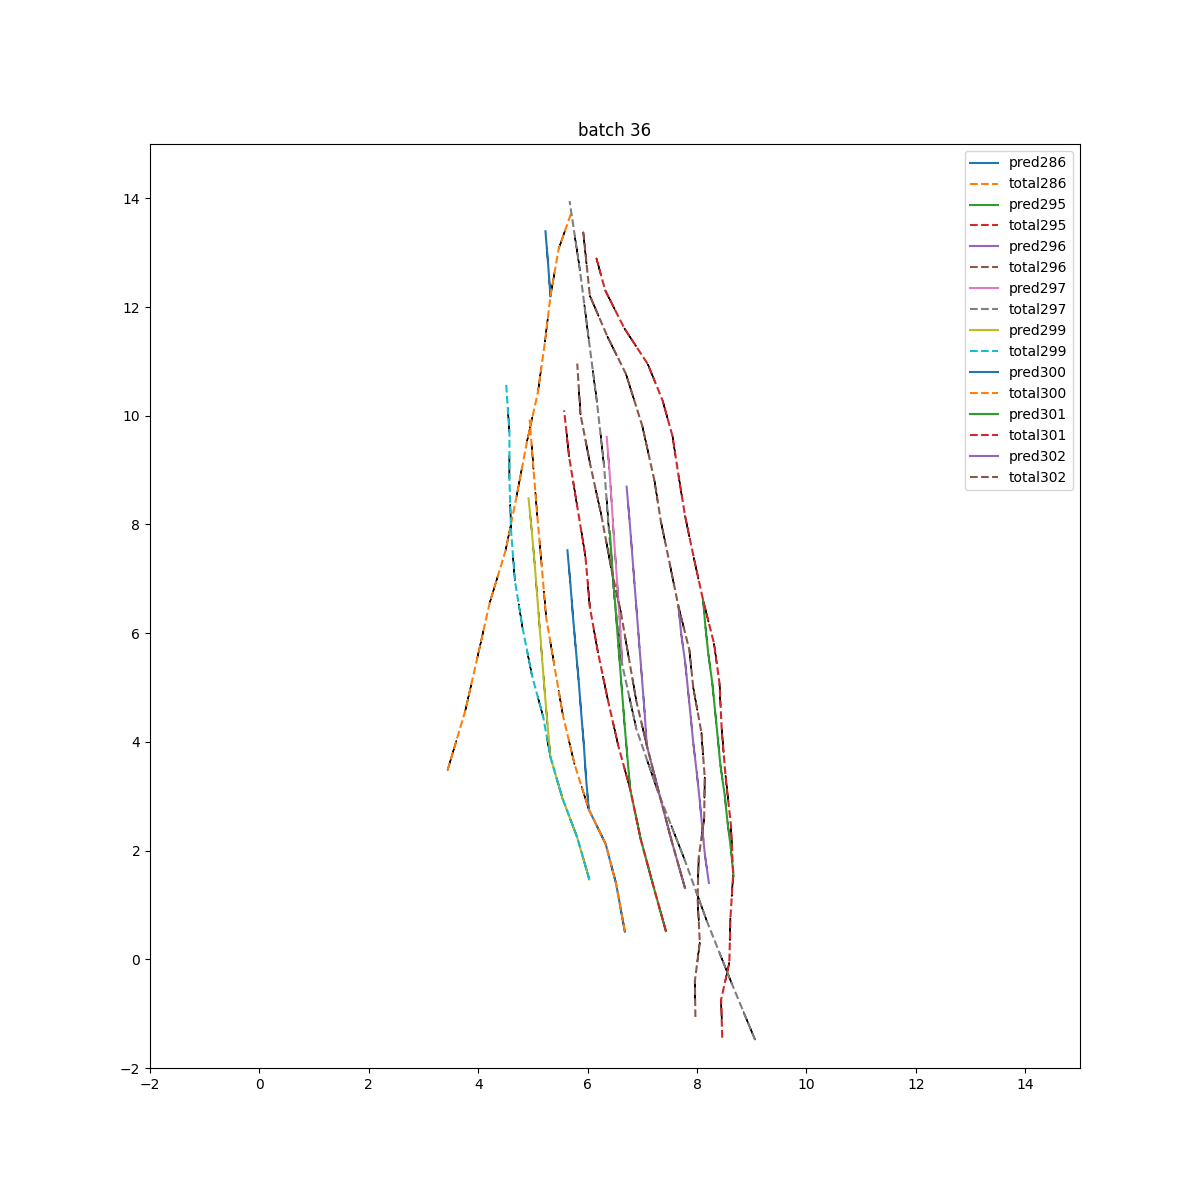 batch 36
pred286
total286
pred295
total295
pred296
total296
pred297
total297
pred299
total299
pred300
total300
pred301
total301
pred302
total302
14
12
10
8
6
4
2
0
−2
−2 0 2 4 6 8 10 12 14